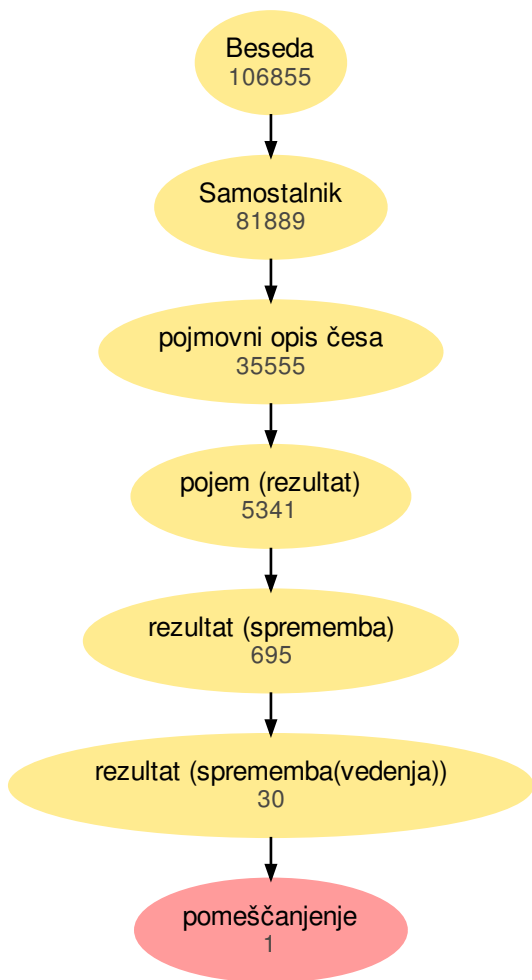 Beseda
106855
Samostalnik
81889
pojmovni opis česa
35555
pojem (rezultat)
5341
rezultat (sprememba)
695
rezultat (sprememba(vedenja))
30
pomeščanjenje
1